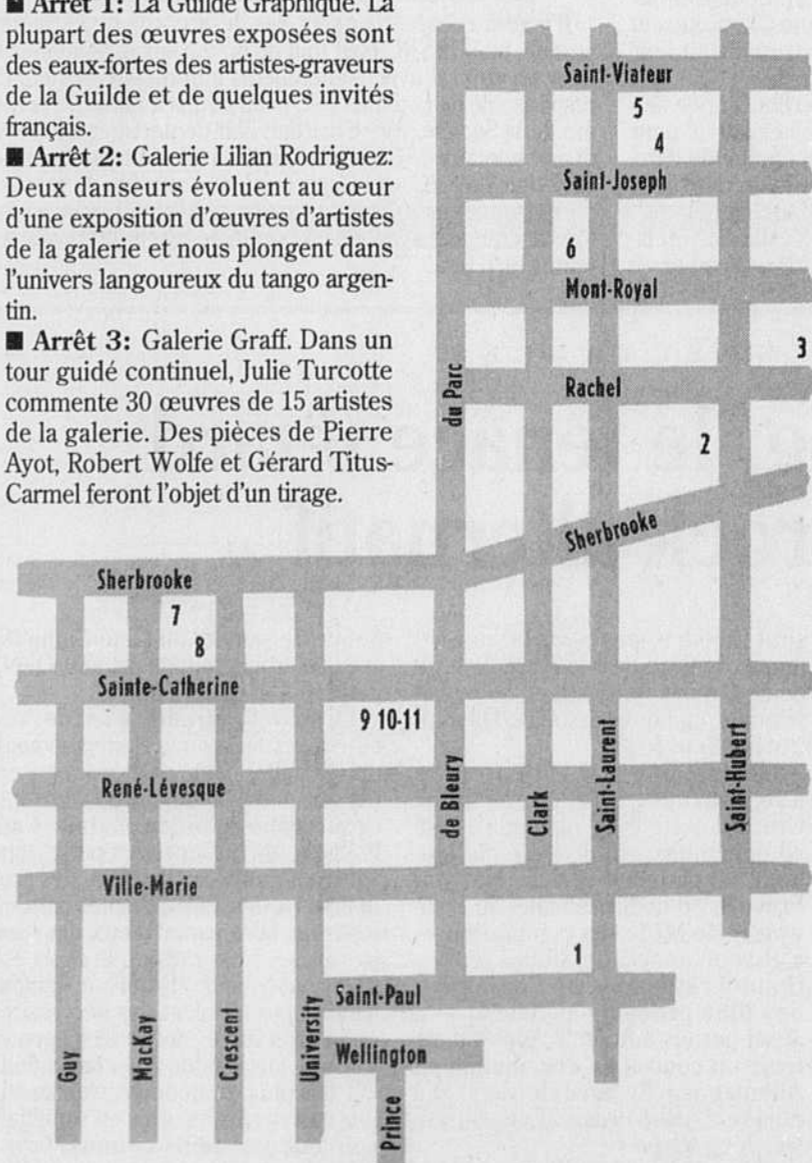 ■ Arrêt 1: La Guilde Graphique. La
plupart des œuvres exposées sont
des eaux-fortes des artistes-graveurs
de la Guilde et de quelques invités
français.
■ Arrêt 2: Galerie Lilian Rodriguez:
Deux danseurs évoluent au cœur
d'une exposition d'œuvres d'artistes
de la galerie et nous plongent dans
l'univers langoureux du tango argen-
tin.
■ Arrêt 3: Galerie Graff. Dans un
tour guidé continuel, Julie Turcotte
commente 30 œuvres de 15 artistes
de la galerie. Des pièces de Pierre
Ayot, Robert Wolfe et Gérard Titus-
Carmel feront l'objet d'un tirage.
Saint-Viateur
5
4
Saint-Joseph
6
Mont-Royal
3
du Parc
Rachel
2
Sherbrooke
Sherbrooke
7
8
Sainte-Catherine
9 10-11
René-Lévesque
de Bleury
Clark
Saint-Laurent
Saint-Hubert
Ville-Marie
1
Saint-Paul
Wellington
Guy
MacKay
Crescent
University
Prince